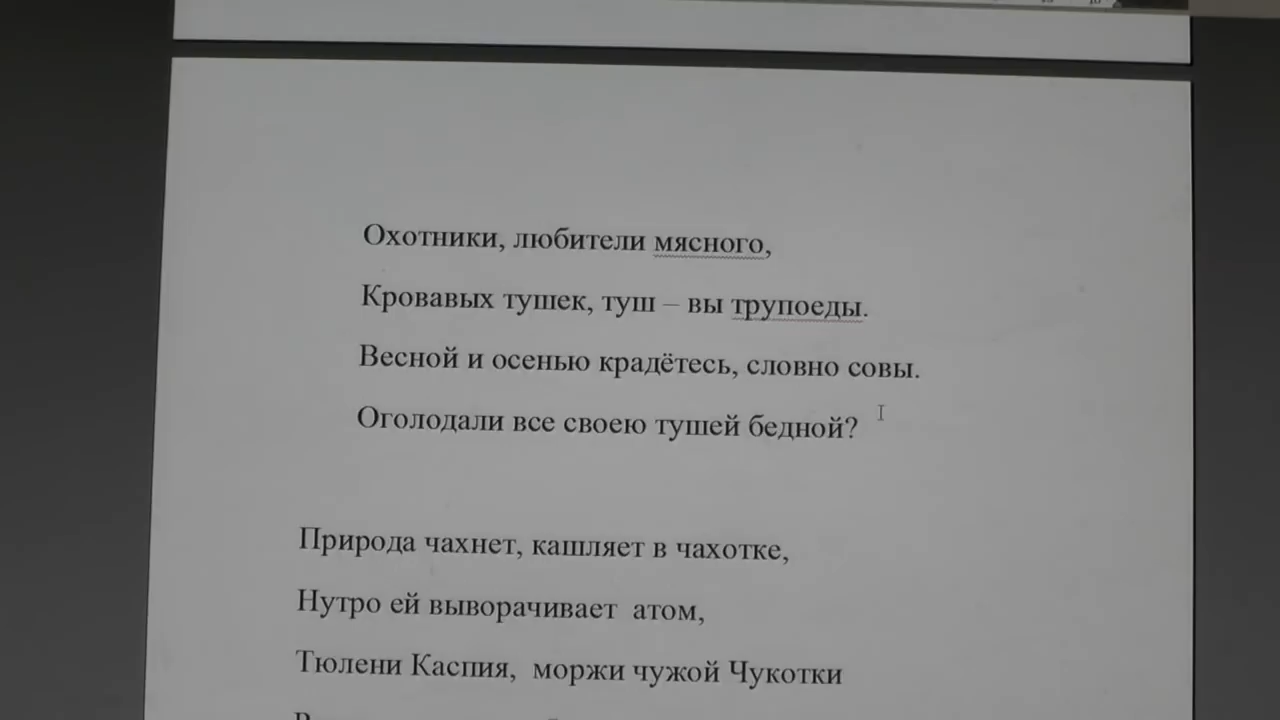 Охотники, любители мясного,
Кровавых тушек, туш – вы трупоеды.
Весной и осенью крадётесь, словно совы.
Оголодали все своею тушей бедной?
Природа чахнет, кашляет в чахотке,
Нутро ей выворачивает атом,
Тюлени Каспия, моржи чужой Чукотки